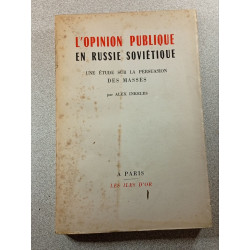 L'OPINION PUBLIQUE
EN RUSSIE SOVIÉTIQUE
UNE ÉTUDE SUR LA PERSUASION
DES MASSES
par ALEX INKELES
A PARIS
LES ILES D'OR